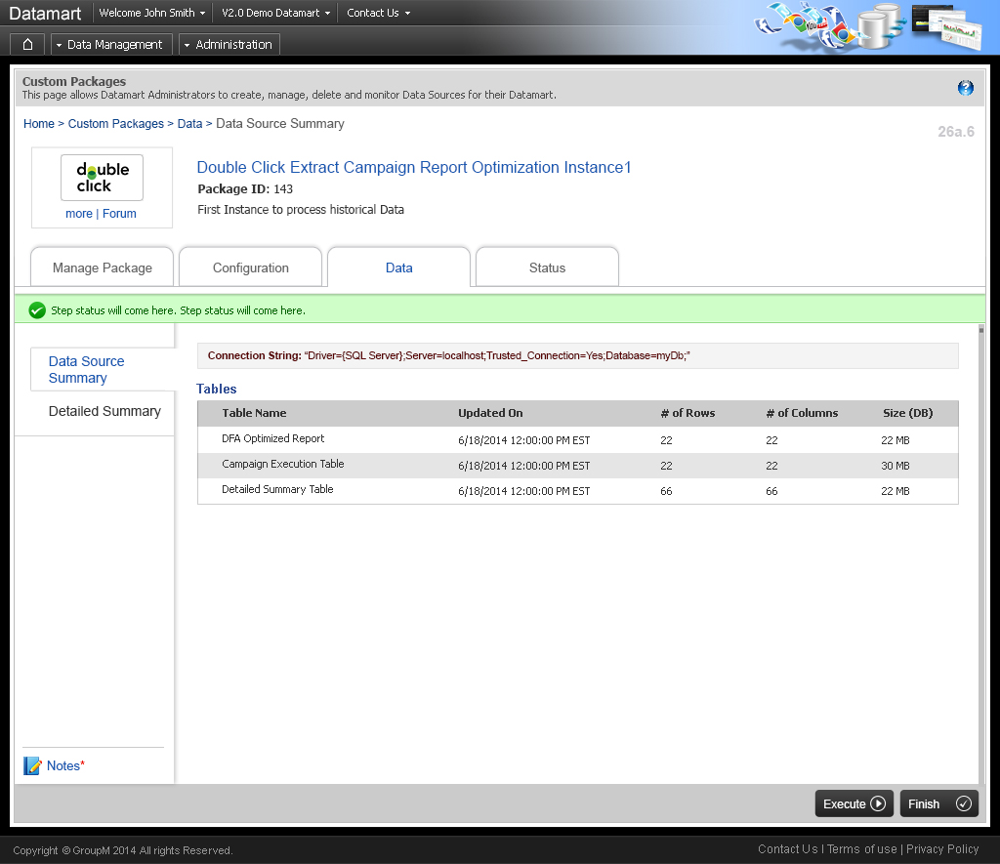 Datamart Welcome John Smith V2.0 Demo Datamart Contact Us
Data Management Administration
Custom Packages
This page allows Datamart Administrators to create, manage, delete and monitor Data Sources for their Datamart.
Home > Custom Packages > Data > Data Source Summary
26a.6
double
click
more | Forum
Double Click Extract Campaign Report Optimization Instance1
Package ID: 143
First Instance to process historical Data
Manage Package Configuration Data Status
Step status will come here. Step status will come here.
Data Source
Summary
Detailed Summary
Connection String: “Driver={SQL Server};Server=localhost;Trusted_Connection=Yes;Database=myDb;”
Tables
Table Name Updated On # of Rows # of Columns Size (DB)
DFA Optimized Report 6/18/2014 12:00:00 PM EST 22 22 22 MB
Campaign Execution Table 6/18/2014 12:00:00 PM EST 22 22 30 MB
Detailed Summary Table 6/18/2014 12:00:00 PM EST 66 66 22 MB
Notes*
Execute Finish
Copyright © GroupM 2014 All rights Reserved.
Contact Us | Terms of use | Privacy Policy